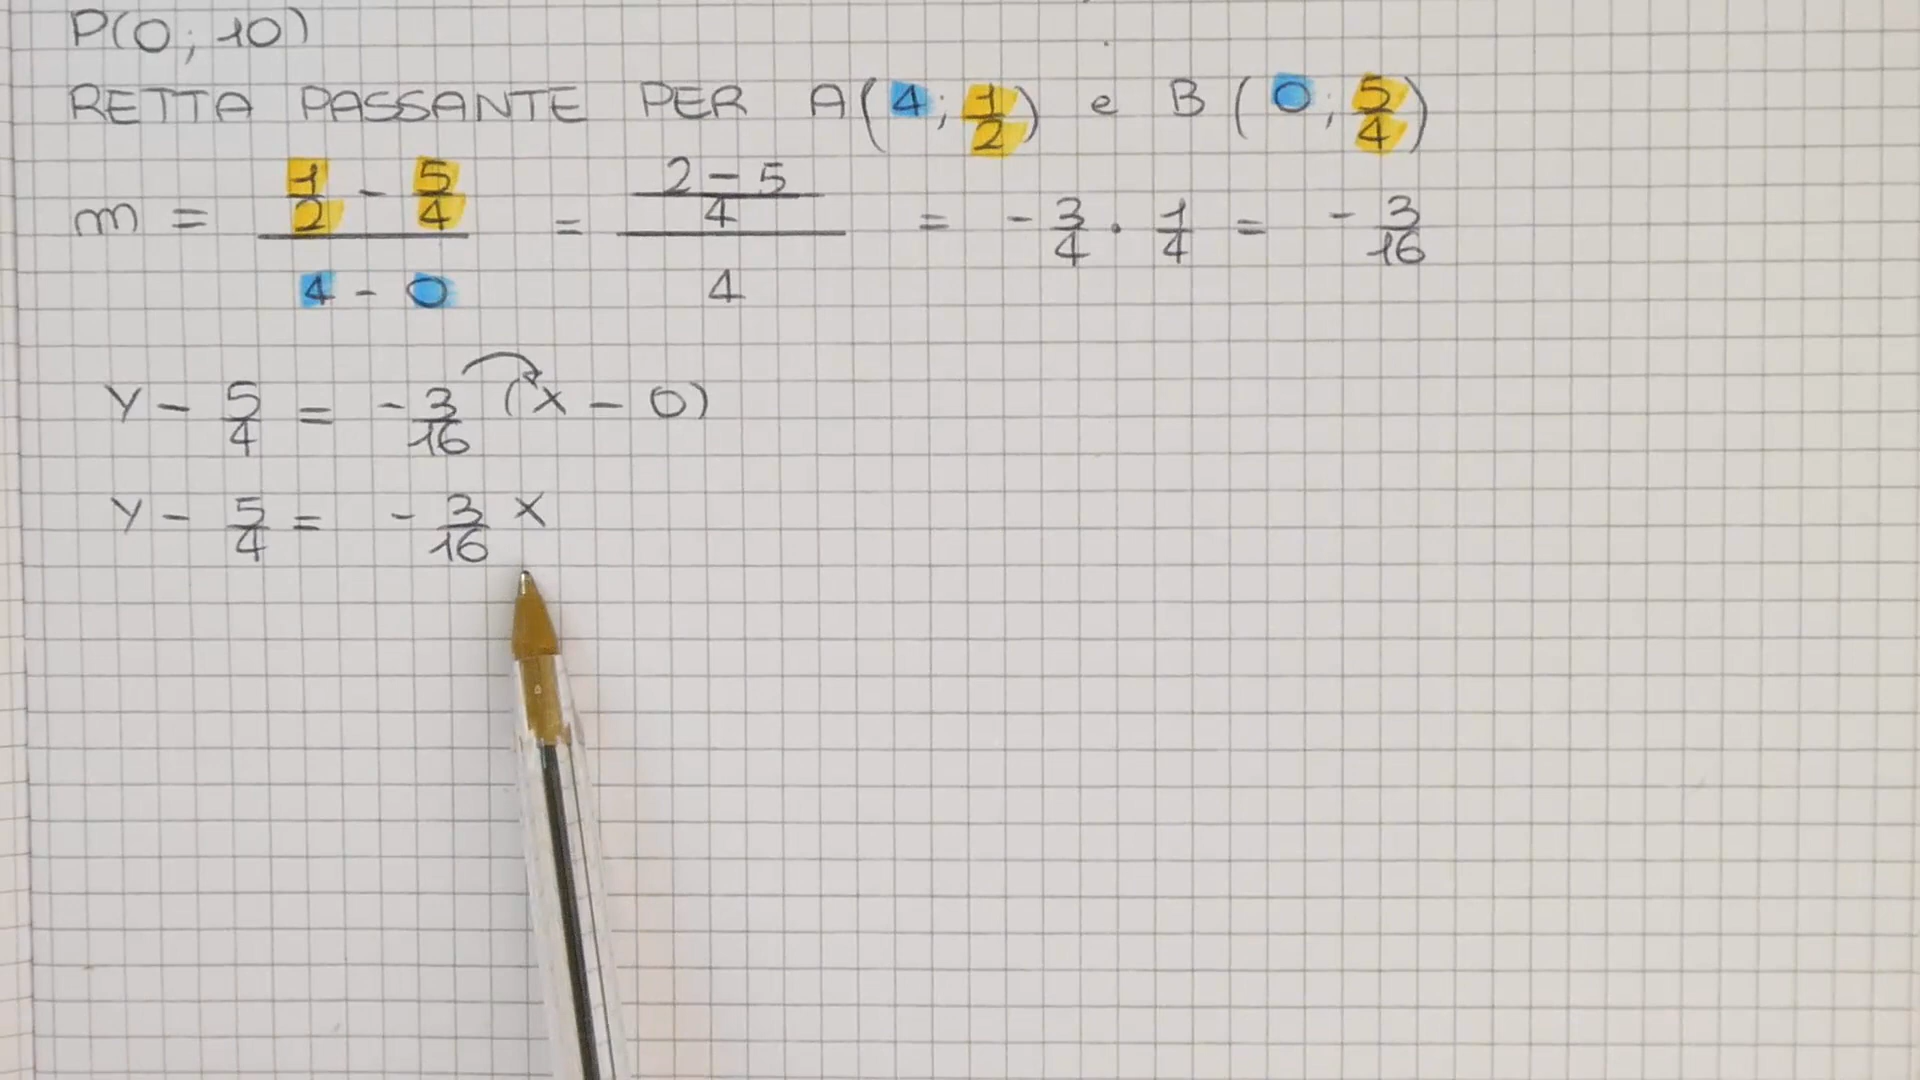 P(0; 10)
RETTA PASSANTE PER A(4; 1/2) e B(0; 5/4)
m = (1/2 - 5/4)/(4 - 0) = ((2 - 5)/4)/4 = - 3/4 · 1/4 = - 3/16
Y - 5/4 = - 3/16 (X - 0)
Y - 5/4 = - 3/16 X